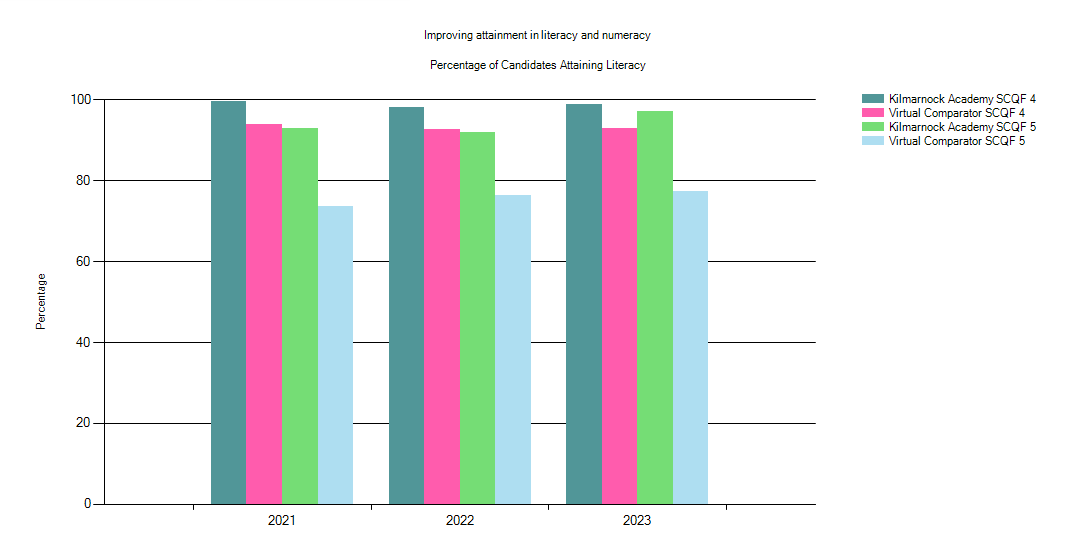 Improving attainment in literacy and numeracy
Percentage of Candidates Attaining Literacy
Kilmarnock Academy SCQF 4
Virtual Comparator SCQF 4
Kilmarnock Academy SCQF 5
Virtual Comparator SCQF 5
Percentage
100
80
60
40
20
0
2021
2022
2023